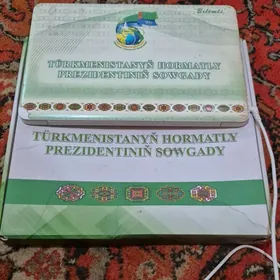 Bilimli
TÜRKMENISTANYŇ HORMATLY
PREZIDENTINIŇ SOWGADY
TÜRKMENISTANYŇ HORMATLY
PREZIDENTINIŇ SOWGADY